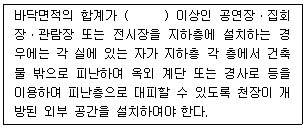 바닥면적의 합계가 (      ) 이상인 공연장·집회
장·관람장 또는 전시장을 지하층에 설치하는 경
우에는 각 실에 있는 자가 지하층 각 층에서 건축
물 밖으로 피난하여 옥외 계단 또는 경사로 등을
이용하여 피난층으로 대피할 수 있도록 천장이 개
방된 외부 공간을 설치하여야 한다.